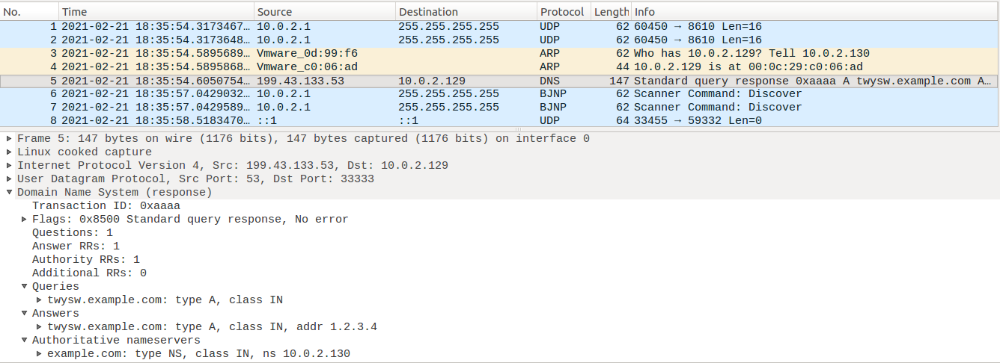 No. Time Source Destination Protocol Length Info
1 2021-02-21 18:35:54.3173467… 10.0.2.1 255.255.255.255 UDP 62 60450 → 8610 Len=16
2 2021-02-21 18:35:54.3173648… 10.0.2.1 255.255.255.255 UDP 62 60450 → 8610 Len=16
3 2021-02-21 18:35:54.5895689… Vmware_0d:99:f6 ARP 62 Who has 10.0.2.129? Tell 10.0.2.130
4 2021-02-21 18:35:54.5895868… Vmware_c0:06:ad ARP 44 10.0.2.129 is at 00:0c:29:c0:06:ad
5 2021-02-21 18:35:54.6050754… 199.43.133.53 10.0.2.129 DNS 147 Standard query response 0xaaaa A twysw.example.com A…
6 2021-02-21 18:35:57.0429032… 10.0.2.1 255.255.255.255 BJNP 62 Scanner Command: Discover
7 2021-02-21 18:35:57.0429589… 10.0.2.1 255.255.255.255 BJNP 62 Scanner Command: Discover
8 2021-02-21 18:35:58.5183470… ::1 ::1 UDP 64 33455 → 59332 Len=0
Frame 5: 147 bytes on wire (1176 bits), 147 bytes captured (1176 bits) on interface 0
Linux cooked capture
Internet Protocol Version 4, Src: 199.43.133.53, Dst: 10.0.2.129
User Datagram Protocol, Src Port: 53, Dst Port: 33333
Domain Name System (response)
Transaction ID: 0xaaaa
Flags: 0x8500 Standard query response, No error
Questions: 1
Answer RRs: 1
Authority RRs: 1
Additional RRs: 0
Queries
twysw.example.com: type A, class IN
Answers
twysw.example.com: type A, class IN, addr 1.2.3.4
Authoritative nameservers
example.com: type NS, class IN, ns 10.0.2.130